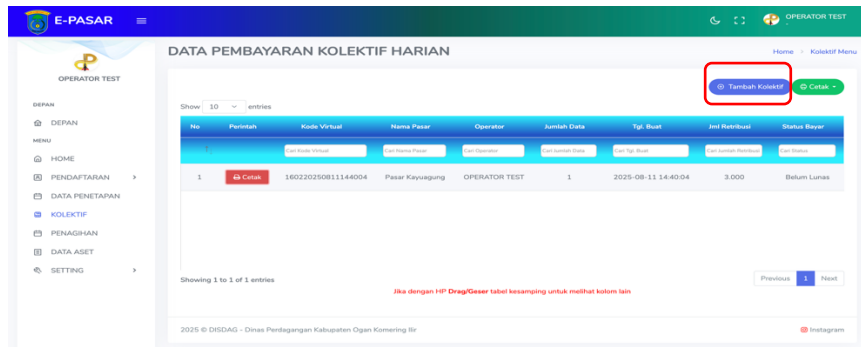 E-PASAR
OPERATOR TEST
-
OPERATOR TEST
DEPAN
DEPAN
MENU
HOME
PENDAFTARAN
DATA PENETAPAN
KOLEKTIF
PENAGIHAN
DATA ASET
SETTING
DATA PEMBAYARAN KOLEKTIF HARIAN
Home > Kolektif Menu
Tambah Kolektif Cetak
Show 10 entries
No Perintah Kode Virtual Nama Pasar Operator Jumlah Data Tgl. Buat Jml Retribusi Status Bayar
Cari Kode Virtual Cari Nama Pasar Cari Operator Cari Jumlah Data Cari Tgl. Buat Cari Jumlah Retribusi Cari Status
1 Cetak 160220250811144004 Pasar Kayuagung OPERATOR TEST 1 2025-08-11 14:40:04 3.000 Belum Lunas
Showing 1 to 1 of 1 entries
Previous 1 Next
Jika dengan HP Drag/Geser tabel kesamping untuk melihat kolom lain
2025 © DISDAG - Dinas Perdagangan Kabupaten Ogan Komering Ilir
Instagram